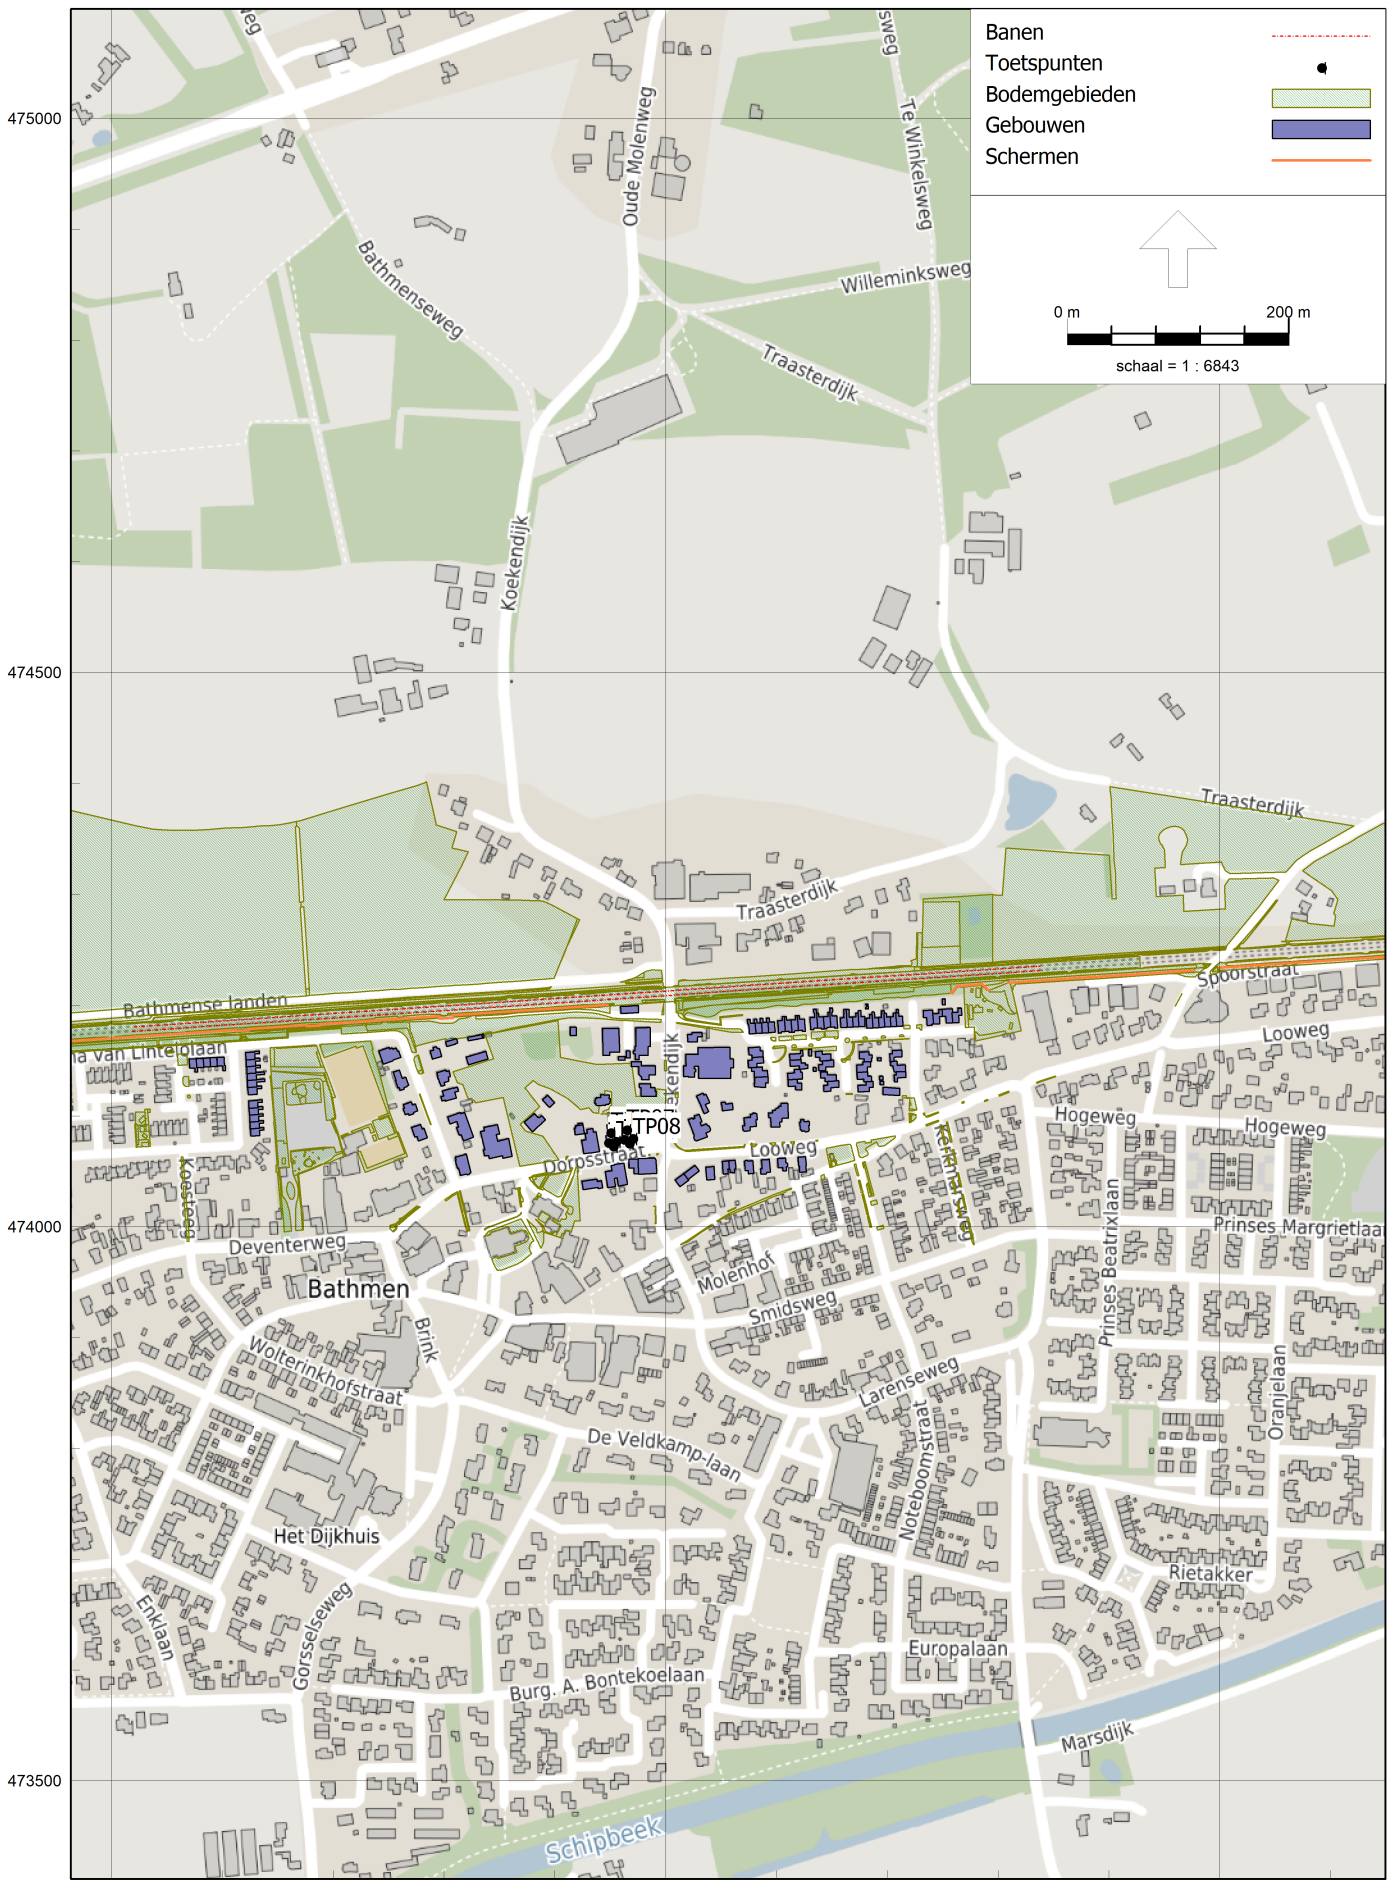 Banen
Toetspunten
Bodemgebieden
Gebouwen
Schermen
0 m
200 m
schaal = 1 : 6843
475000
474500
474000
473500
Oude Molenweg
Te Winkelsweg
Bathmenseweg
Willeminksweg
Traasterdijk
Koekendijk
Traasterdijk
Traasterdijk
Bathmense landen
Spoorstraat
Looweg
Hogeweg
Hogeweg
TP08
Looweg
Dorpsstraat
Koesteeg
Deventerweg
Prinses Beatrixlaan
Prinses Margrietlaan
Bathmen
Molenhof
Smidsweg
Brink
Wolterinkhofstraat
Larenseweg
Oranjelaan
De Veldkamp-laan
Noteboomstraat
Het Dijkhuis
Rietakker
Enklaan
Gorsselseweg
Europalaan
Burg. A. Bontekoelaan
Marsdijk
Schipbeek